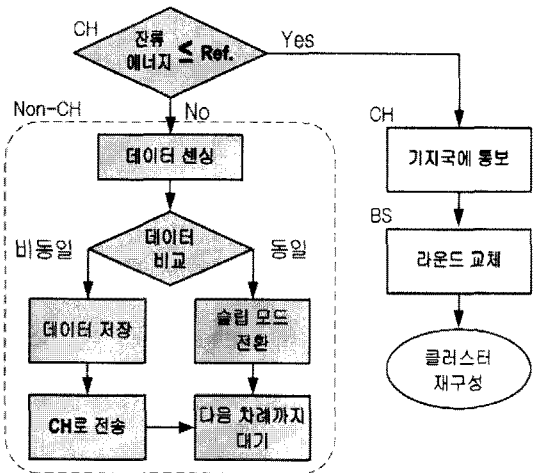 CH
잔류
에너지 ≤ Ref.
Yes
Non-CH
No
CH
데이터 센싱
기지국에 통보
BS
비동일
데이터
비교
동일
라운드 교체
데이터 저장
슬립 모드
전환
클러스터
재구성
CH로 전송
다음 차례까지
대기